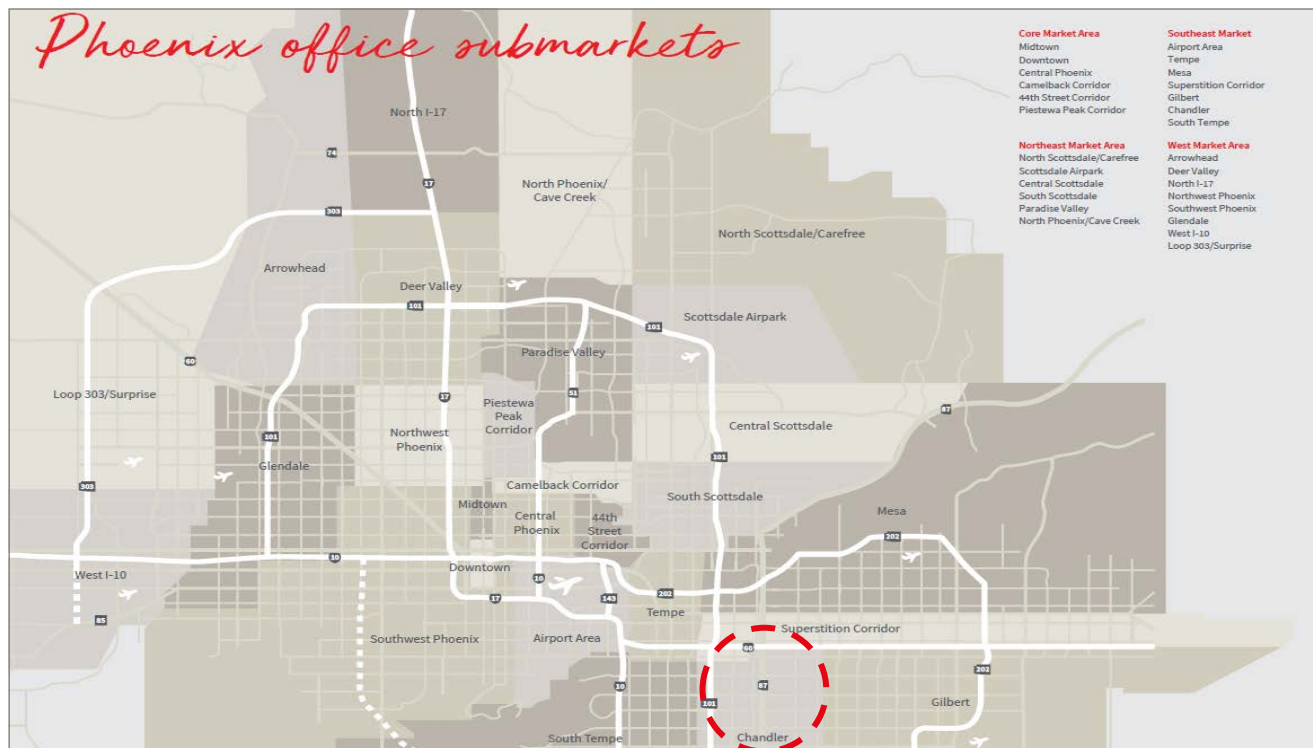 Phoenix office submarkets
Core Market Area
Midtown
Downtown
Central Phoenix
Camelback Corridor
44th Street Corridor
Piestewa Peak Corridor
Southeast Market
Airport Area
Tempe
Mesa
Superstition Corridor
Gilbert
Chandler
South Tempe
Northeast Market Area
North Scottsdale/Carefree
Scottsdale Airpark
Central Scottsdale
South Scottsdale
Paradise Valley
North Phoenix/Cave Creek
West Market Area
Arrowhead
Deer Valley
North I-17
Northwest Phoenix
Southwest Phoenix
Glendale
West I-10
Loop 303/Surprise
North I-17
74
17
North Phoenix/
Cave Creek
303
North Scottsdale/Carefree
Arrowhead
Deer Valley
101
Scottsdale Airpark
101
Paradise Valley
60
Loop 303/Surprise
17
51
Piestewa
Peak
Corridor
87
Central Scottsdale
Northwest
Phoenix
101
Glendale
101
303
Camelback Corridor
South Scottsdale
Midtown
Central
Phoenix
44th
Street
Corridor
Mesa
202
10
Downtown
West I-10
10
17
143
202
85
Tempe
Southwest Phoenix
Airport Area
Superstition Corridor
60
202
10
87
101
Gilbert
South Tempe
Chandler